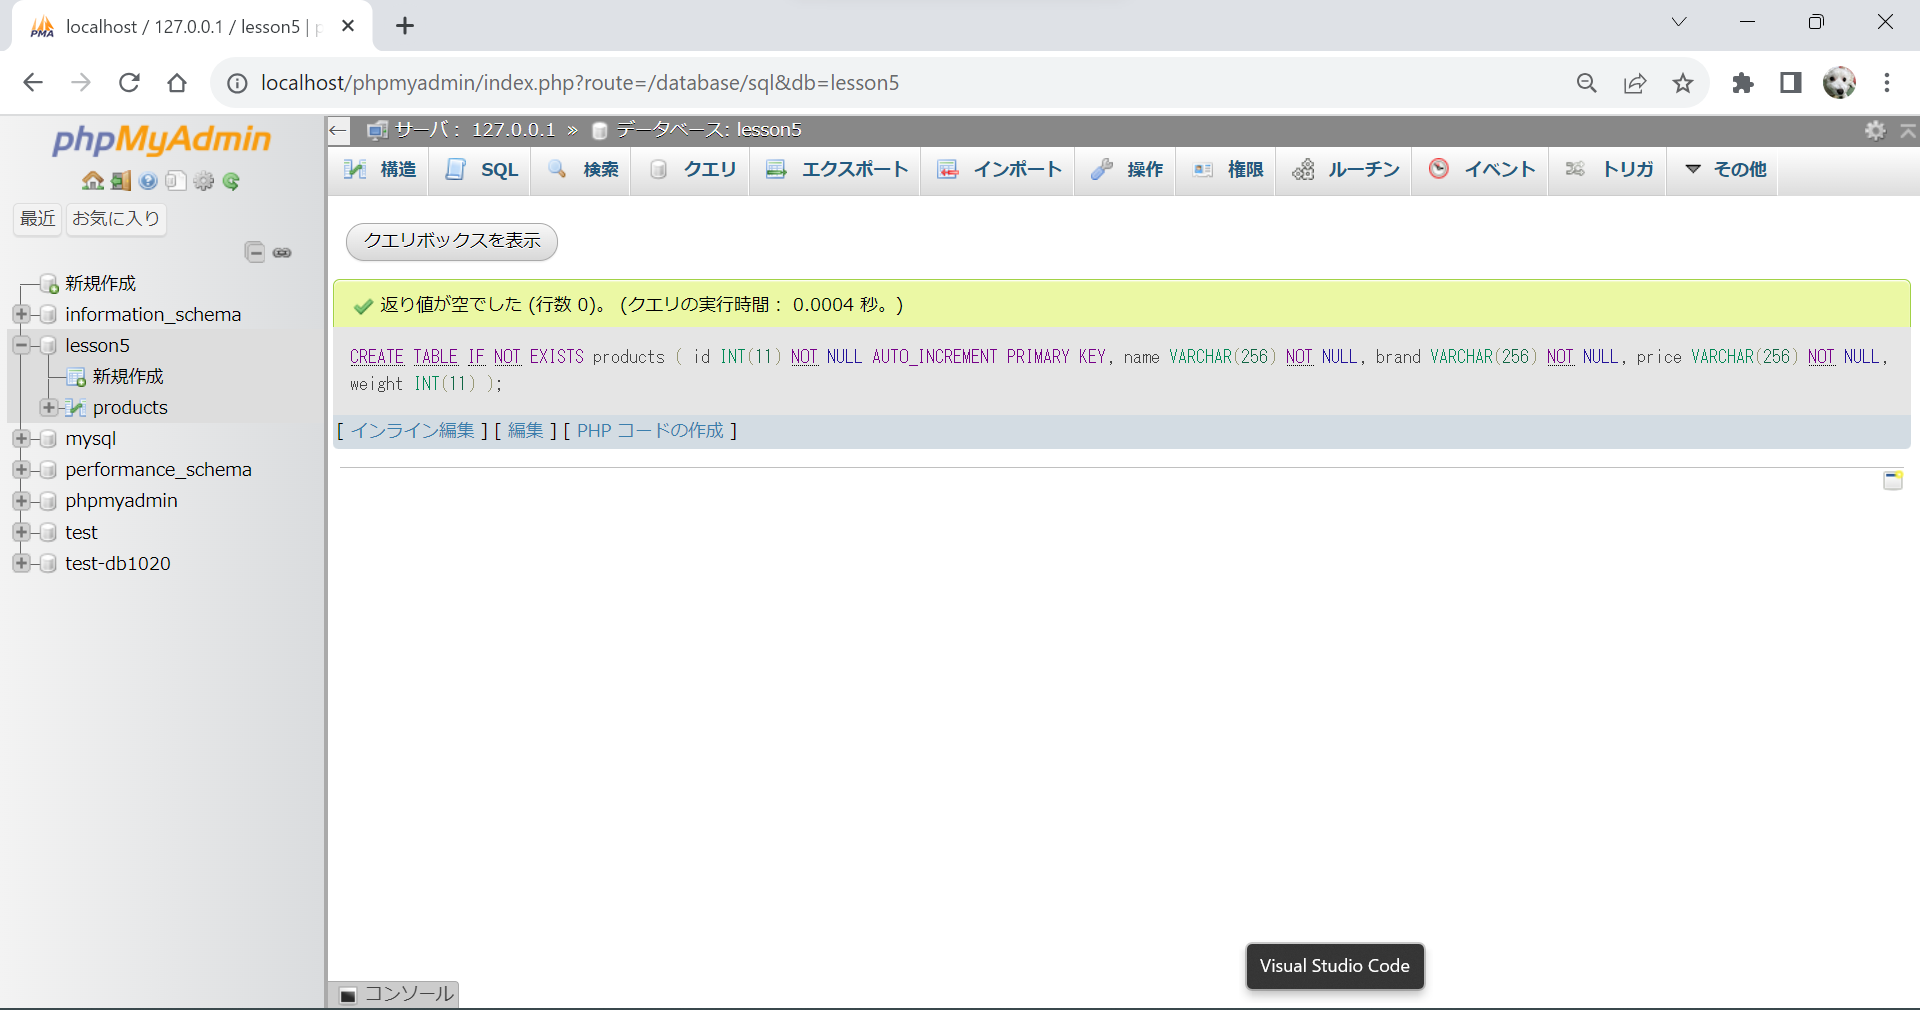 localhost / 127.0.0.1 / lesson5 |
localhost/phpmyadmin/index.php?route=/database/sql&db=lesson5
phpMyAdmin
最近 お気に入り
新規作成
information_schema
lesson5
新規作成
products
mysql
performance_schema
phpmyadmin
test
test-db1020
サーバ: 127.0.0.1 » データベース: lesson5
構造 SQL 検索 クエリ エクスポート インポート 操作 権限 ルーチン イベント トリガ その他
クエリボックスを表示
返り値が空でした (行数 0)。 (クエリの実行時間: 0.0004 秒。)
CREATE TABLE IF NOT EXISTS products ( id INT(11) NOT NULL AUTO_INCREMENT PRIMARY KEY, name VARCHAR(256) NOT NULL, brand VARCHAR(256) NOT NULL, price VARCHAR(256) NOT NULL,
weight INT(11) );
[ インライン編集 ] [ 編集 ] [ PHP コードの作成 ]
Visual Studio Code
コンソール